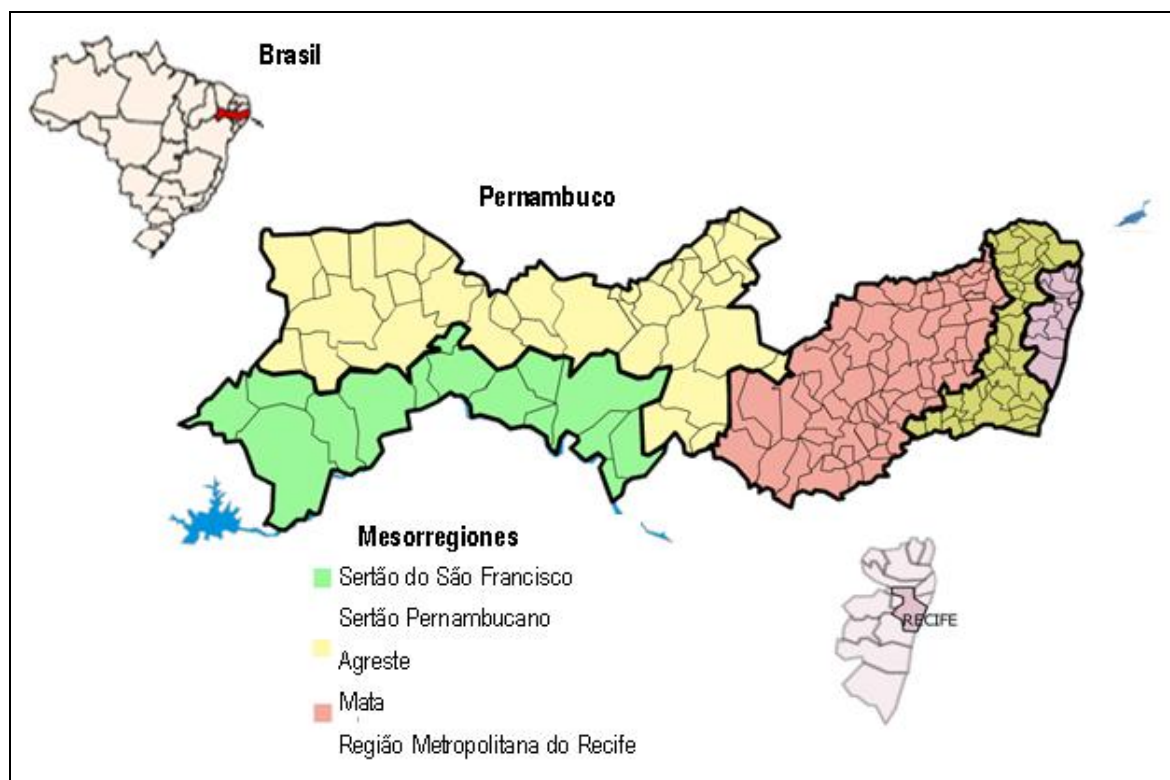 Brasil
Pernambuco
Mesorregiones
Sertão do São Francisco
Sertão Pernambucano
Agreste
Mata
Região Metropolitana do Recife
RECIFE